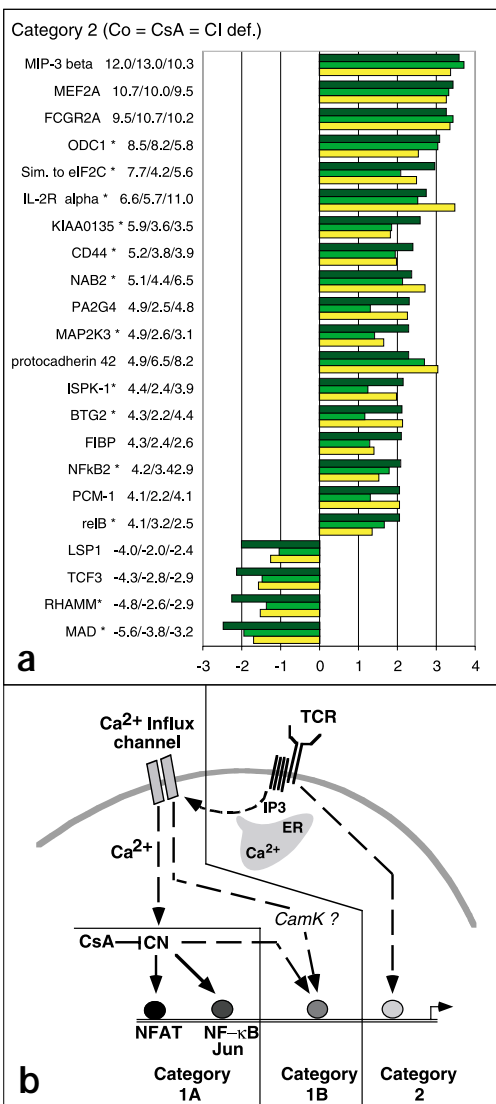 Category 2 (Co = CsA = CI def.)
MIP-3 beta 12.0/13.0/10.3
MEF2A 10.7/10.0/9.5
FCGR2A 9.5/10.7/10.2
ODC1 * 8.5/8.2/5.8
Sim. to eIF2C * 7.7/4.2/5.6
IL-2R alpha * 6.6/5.7/11.0
KIAA0135 * 5.9/3.6/3.5
CD44 * 5.2/3.8/3.9
NAB2 * 5.1/4.4/6.5
PA2G4 4.9/2.5/4.8
MAP2K3 * 4.9/2.6/3.1
protocadherin 42 4.9/6.5/8.2
ISPK-1* 4.4/2.4/3.9
BTG2 * 4.3/2.2/4.4
FIBP 4.3/2.4/2.6
NFkB2 * 4.2/3.42.9
PCM-1 4.1/2.2/4.1
relB * 4.1/3.2/2.5
LSP1 -4.0/-2.0/-2.4
TCF3 -4.3/-2.8/-2.9
RHAMM* -4.8/-2.6/-2.9
MAD * -5.6/-3.8/-3.2
a
-3 -2 -1 0 1 2 3 4
Ca2+ Influx
channel
TCR
IP3
ER
Ca2+
Ca2+
CamK ?
CsA CN
NFAT NF-κB
Jun
Category
1A
Category
1B
Category
2
b